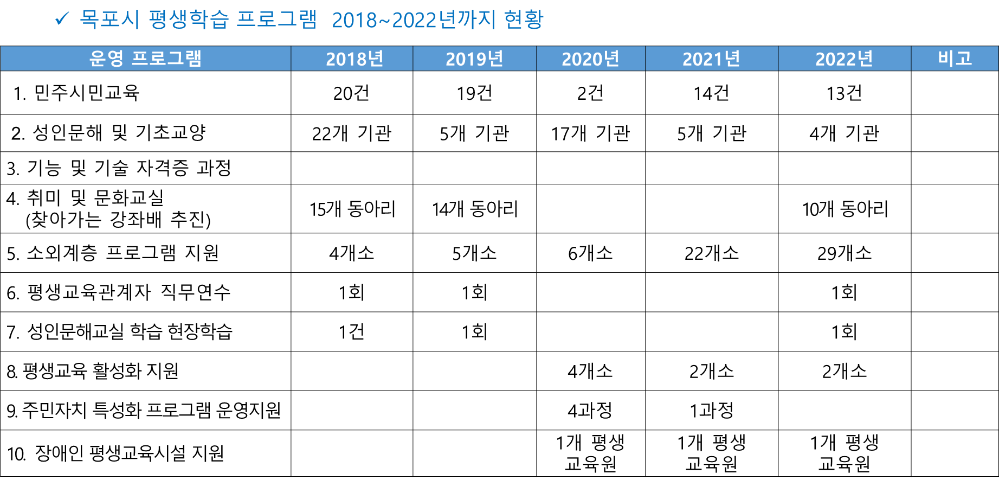 ✓ 목포시 평생학습 프로그램 2018~2022년까지 현황
운영 프로그램 2018년 2019년 2020년 2021년 2022년 비고
1. 민주시민교육 20건 19건 2건 14건 13건
2. 성인문해 및 기초교양 22개 기관 5개 기관 17개 기관 5개 기관 4개 기관
3. 기능 및 기술 자격증 과정
4. 취미 및 문화교실
(찾아가는 강좌배 추진) 15개 동아리 14개 동아리 10개 동아리
5. 소외계층 프로그램 지원 4개소 5개소 6개소 22개소 29개소
6. 평생교육관계자 직무연수 1회 1회 1회
7. 성인문해교실 학습 현장학습 1건 1회 1회
8. 평생교육 활성화 지원 4개소 2개소 2개소
9. 주민자치 특성화 프로그램 운영지원 4과정 1과정
10. 장애인 평생교육시설 지원 1개 평생 1개 평생 1개 평생
교육원 교육원 교육원